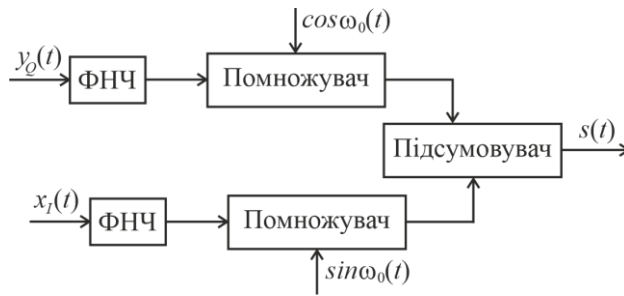 cosω₀(t)
y_Q(t)
ФНЧ
Помножувач
Підсумовувач
s(t)
x_I(t)
ФНЧ
Помножувач
sinω₀(t)